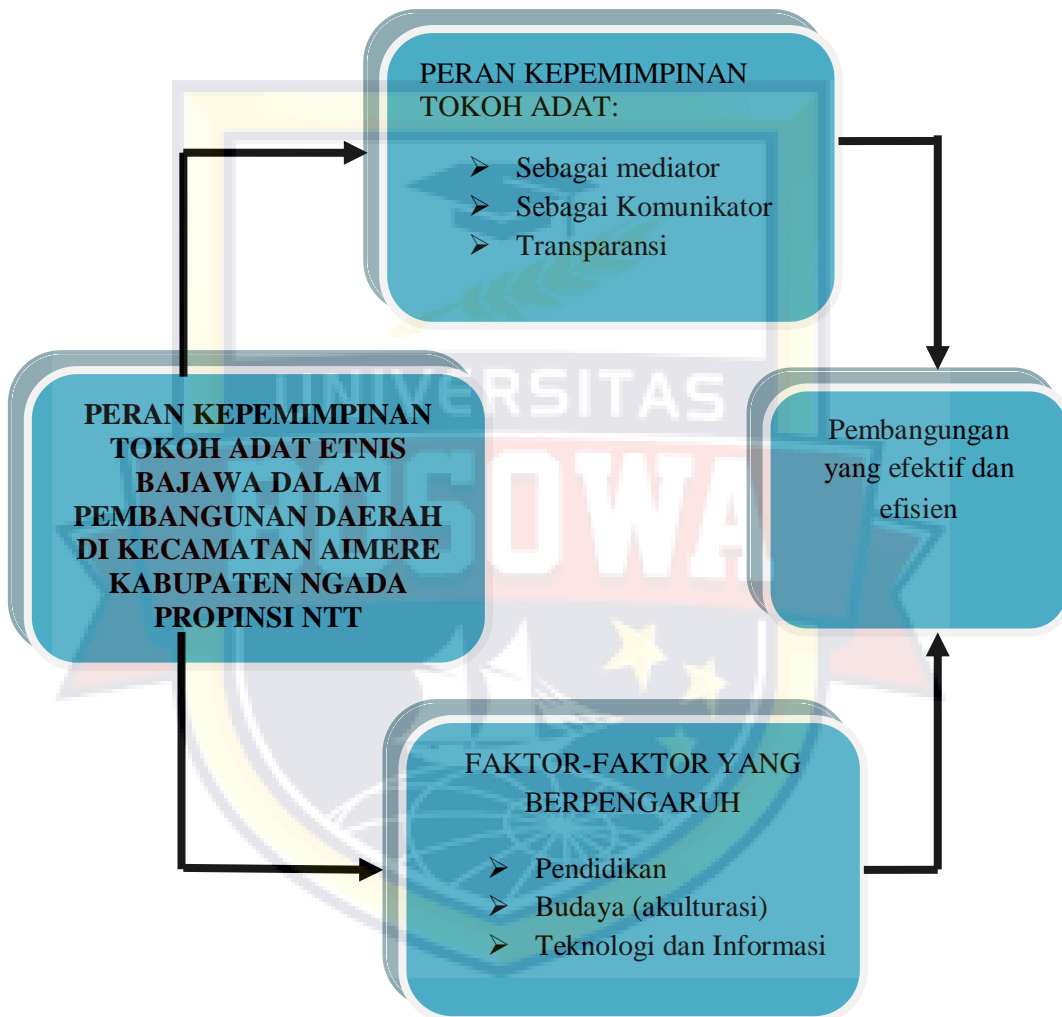 PERAN KEPEMIMPINAN
TOKOH ADAT:
➤ Sebagai mediator
➤ Sebagai Komunikator
➤ Transparansi
PERAN KEPEMIMPINAN
TOKOH ADAT ETNIS
BAJAWA DALAM
PEMBANGUNAN DAERAH
DI KECAMATAN AIMERE
KABUPATEN NGADA
PROPINSI NTT
Pembangungan
yang efektif dan
efisien
FAKTOR-FAKTOR YANG
BERPENGARUH
➤ Pendidikan
➤ Budaya (akulturasi)
➤ Teknologi dan Informasi
UNIVERSITAS
BOSOWA